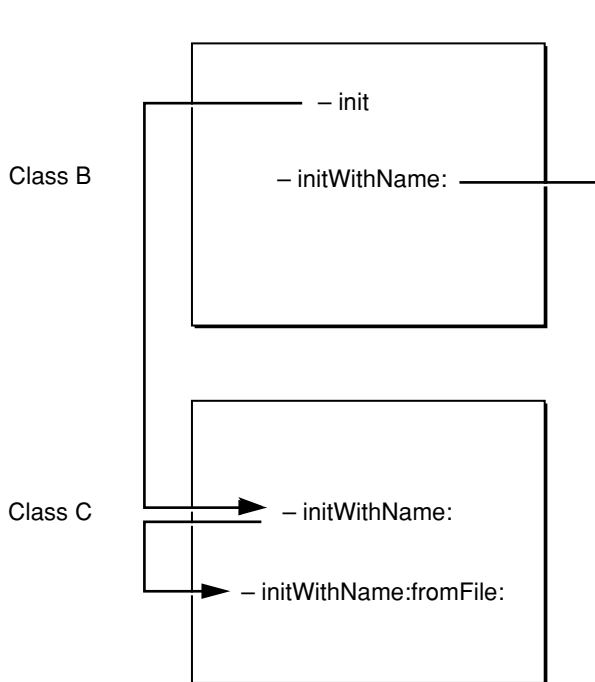 – init
Class B
– initWithName:
Class C
– initWithName:
– initWithName:fromFile: